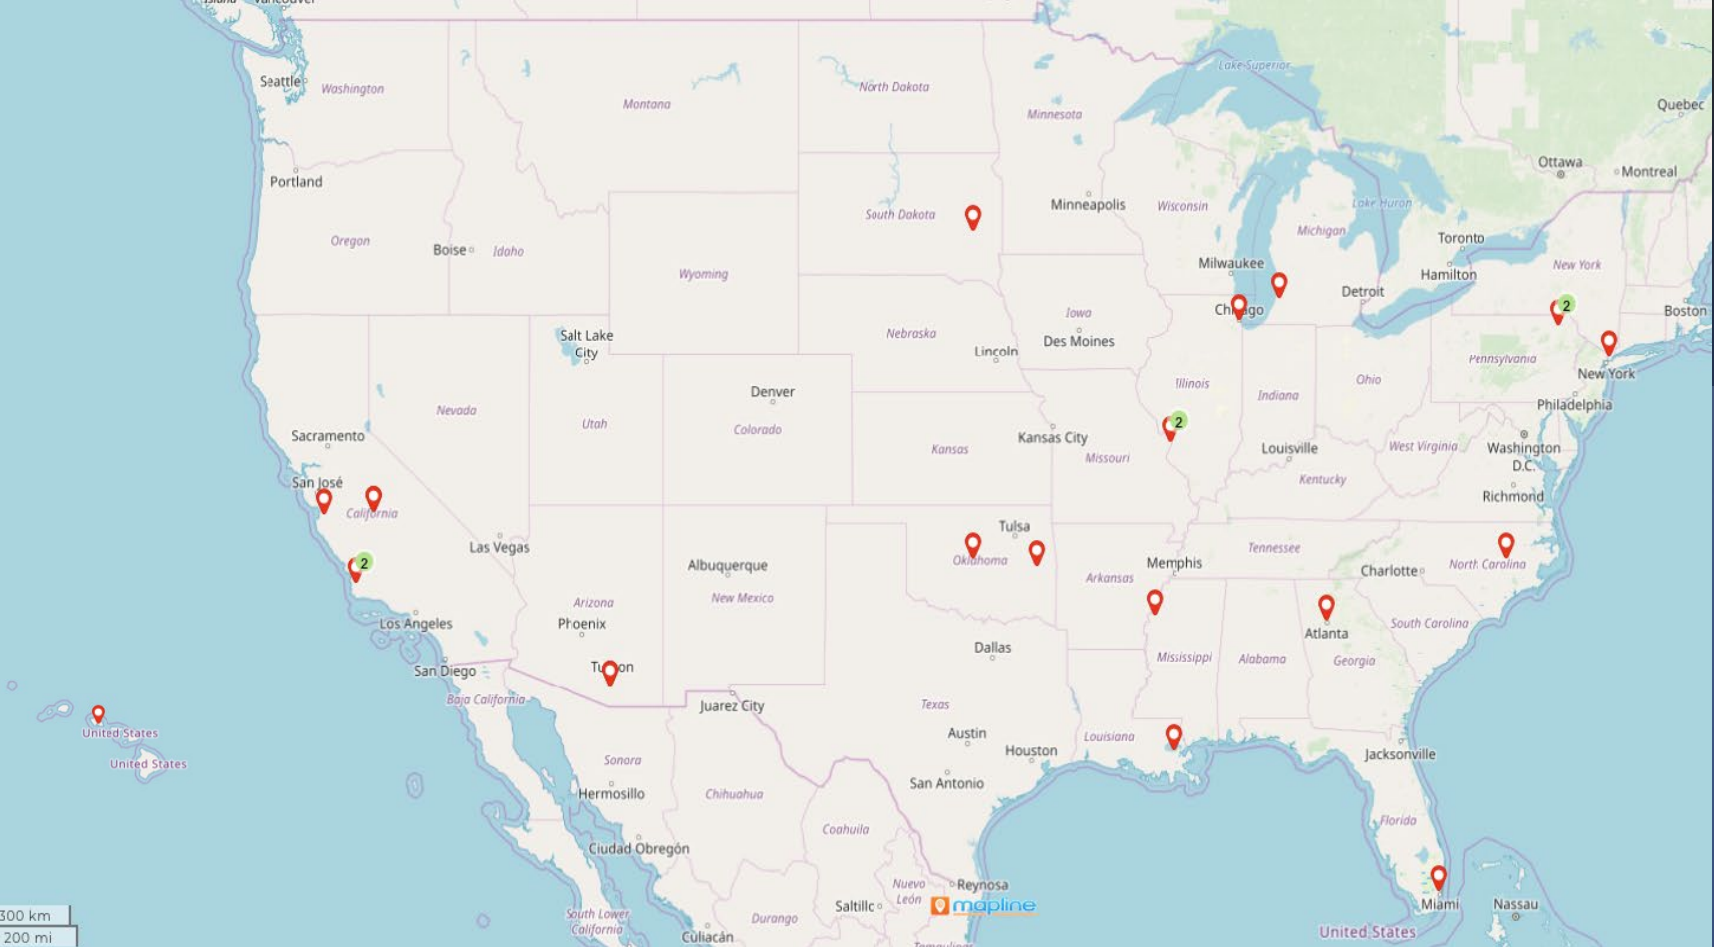 Island
Vancouver
Seattle
Washington
Montana
North Dakota
Minnesota
Lake Superior
Quebec
Ottawa
Montreal
Portland
South Dakota
Minneapolis
Wisconsin
Lake Huron
Michigan
Toronto
Oregon
Boise
Idaho
Wyoming
Milwaukee
Hamilton
New York
Detroit
2
Boston
Salt Lake
City
Nebraska
Iowa
Des Moines
Lincoln
Pennsylvania
New York
Illinois
Indiana
Ohio
Philadelphia
Denver
Nevada
Utah
Colorado
Kansas
Kansas City
Missouri
2
Louisville
West Virginia
Washington
D.C.
Kentucky
Richmond
Sacramento
San José
California
Las Vegas
2
Tulsa
Oklahoma
Albuquerque
New Mexico
Memphis
Tennessee
Arkansas
Charlotte
North Carolina
Arizona
Phoenix
Los Angeles
Atlanta
South Carolina
Dallas
Mississippi
Alabama
Georgia
San Diego
Baja California
Juarez City
Texas
United States
United States
Austin
Houston
Louisiana
Jacksonville
San Antonio
Sonora
Hermosillo
Chihuahua
Coahuila
Florida
Ciudad Obregón
Nuevo
León
Reynosa
Saltillo
mapline
Miami
Nassau
South Lower
California
Durango
Culiacán
United States
300 km
200 mi